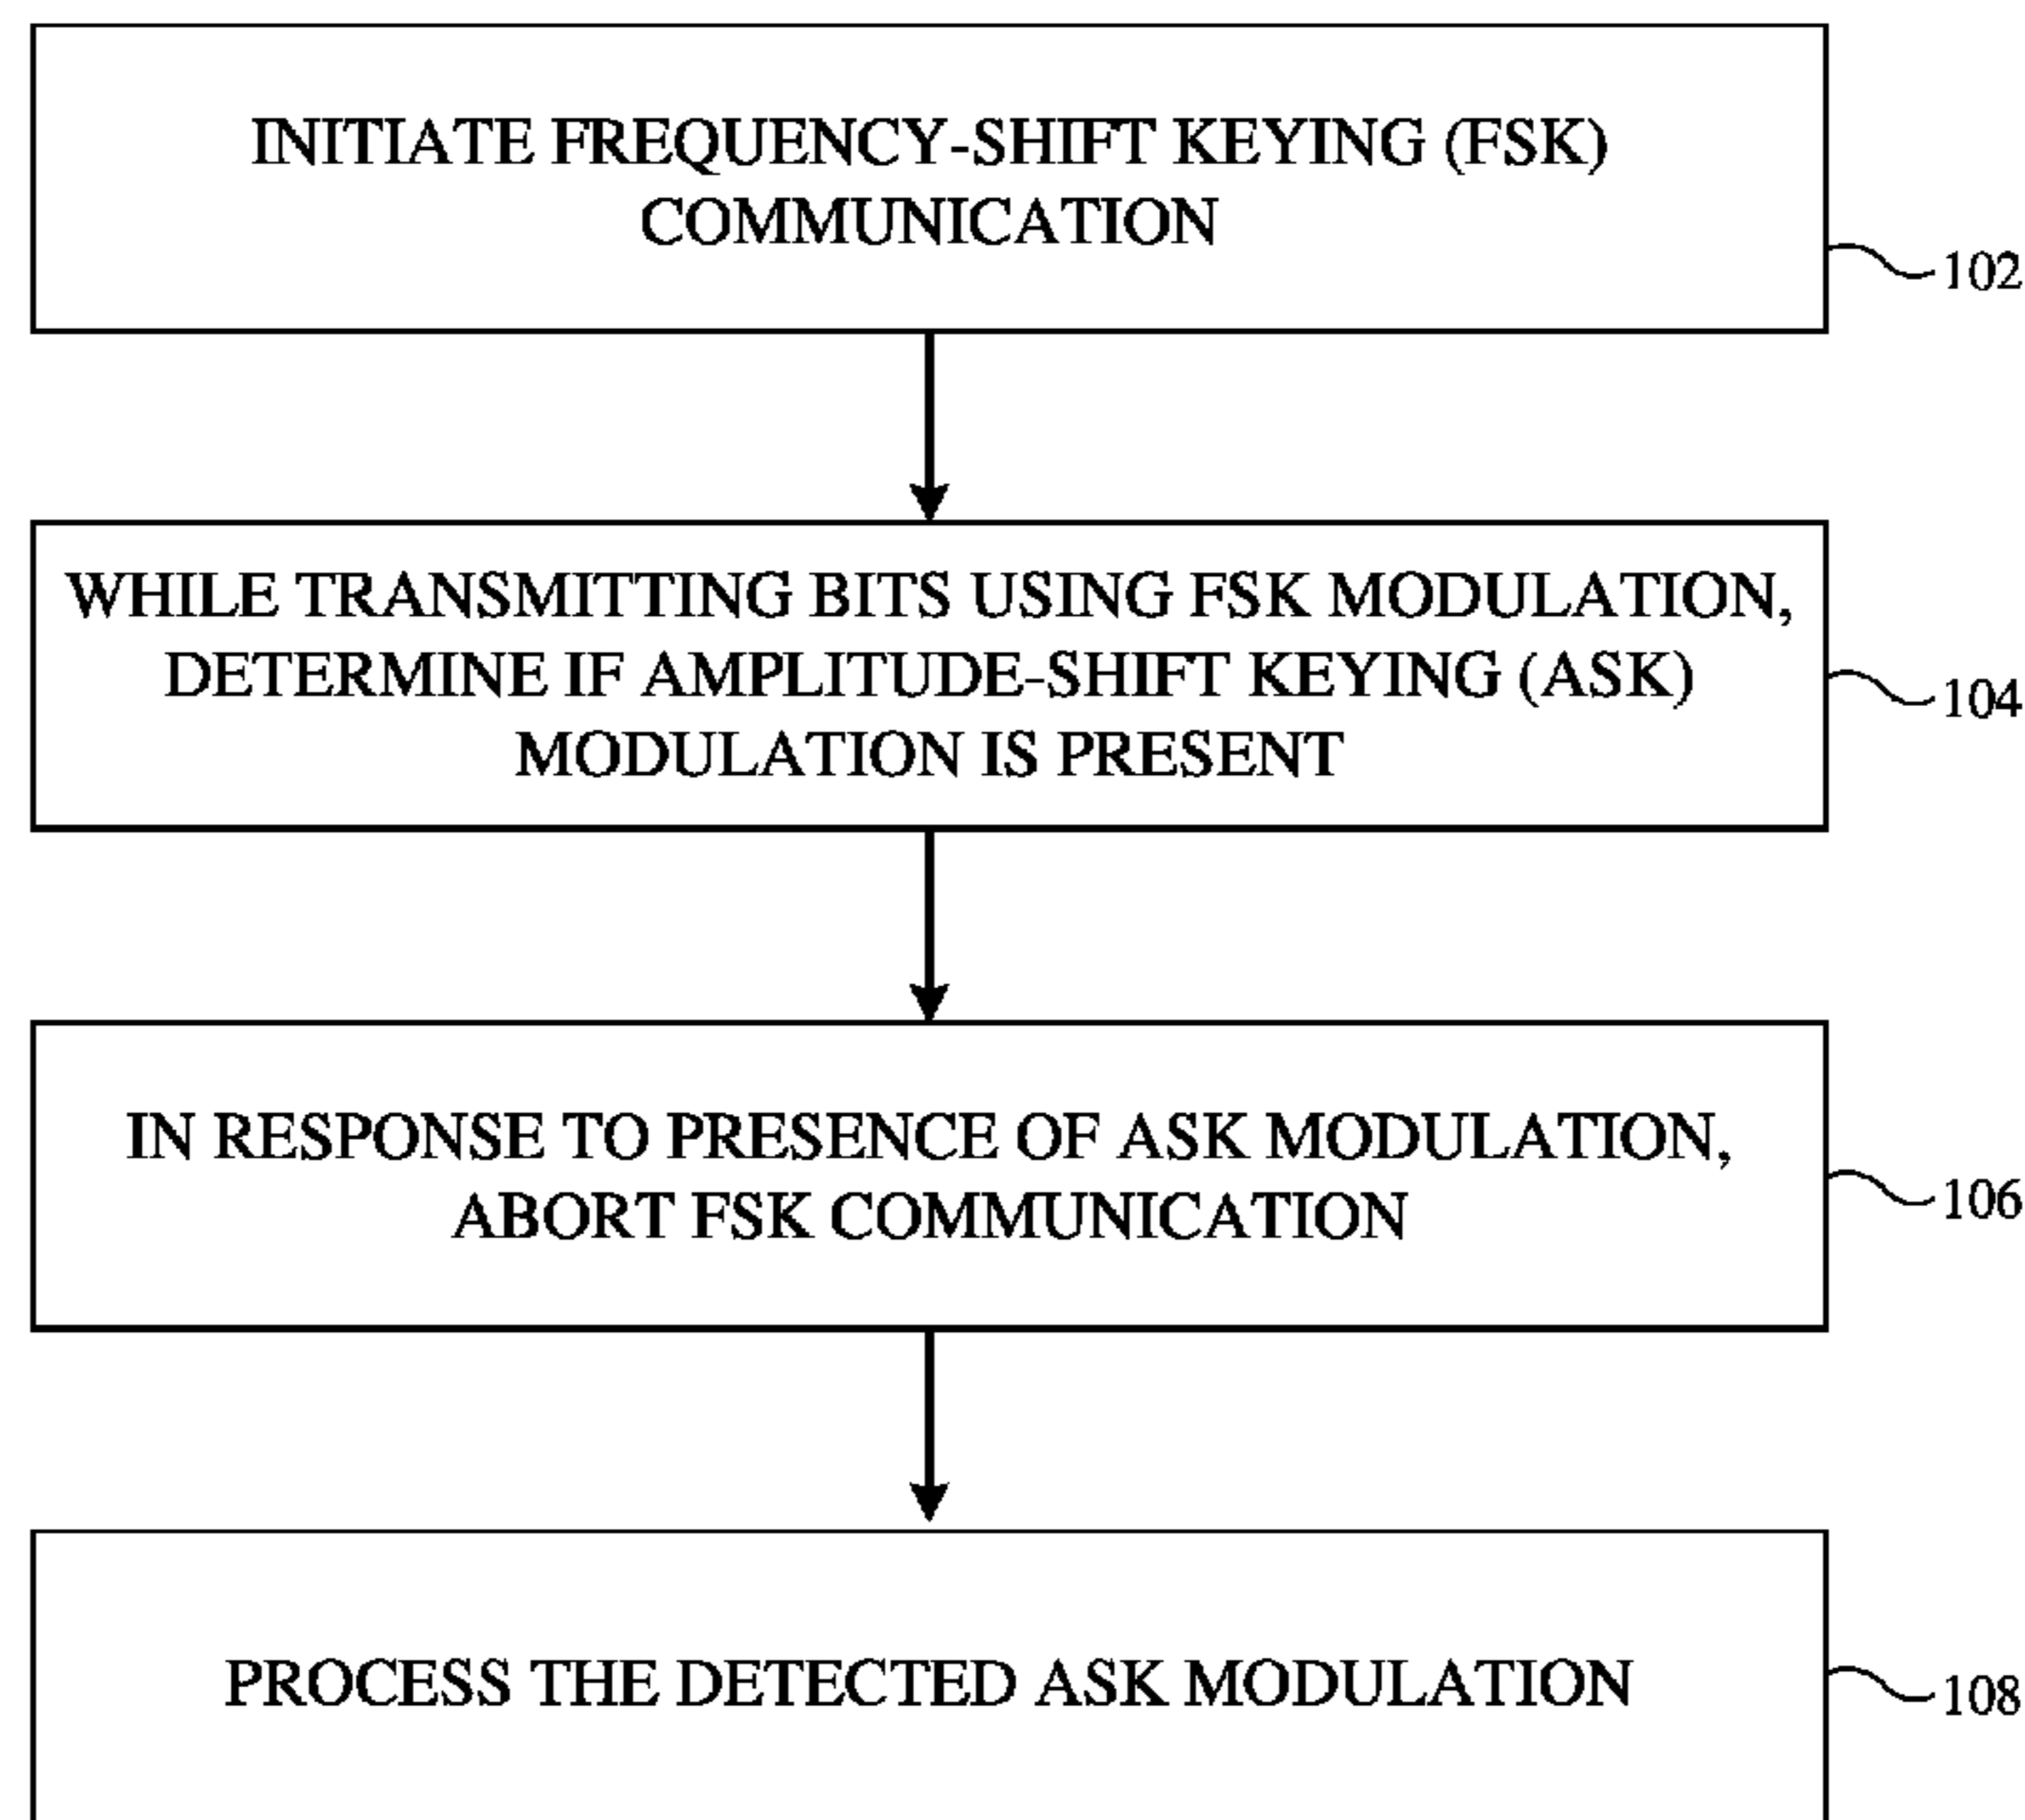 INITIATE FREQUENCY-SHIFT KEYING (FSK)
COMMUNICATION
102
WHILE TRANSMITTING BITS USING FSK MODULATION,
DETERMINE IF AMPLITUDE-SHIFT KEYING (ASK)
MODULATION IS PRESENT
104
IN RESPONSE TO PRESENCE OF ASK MODULATION,
ABORT FSK COMMUNICATION
106
PROCESS THE DETECTED ASK MODULATION
108